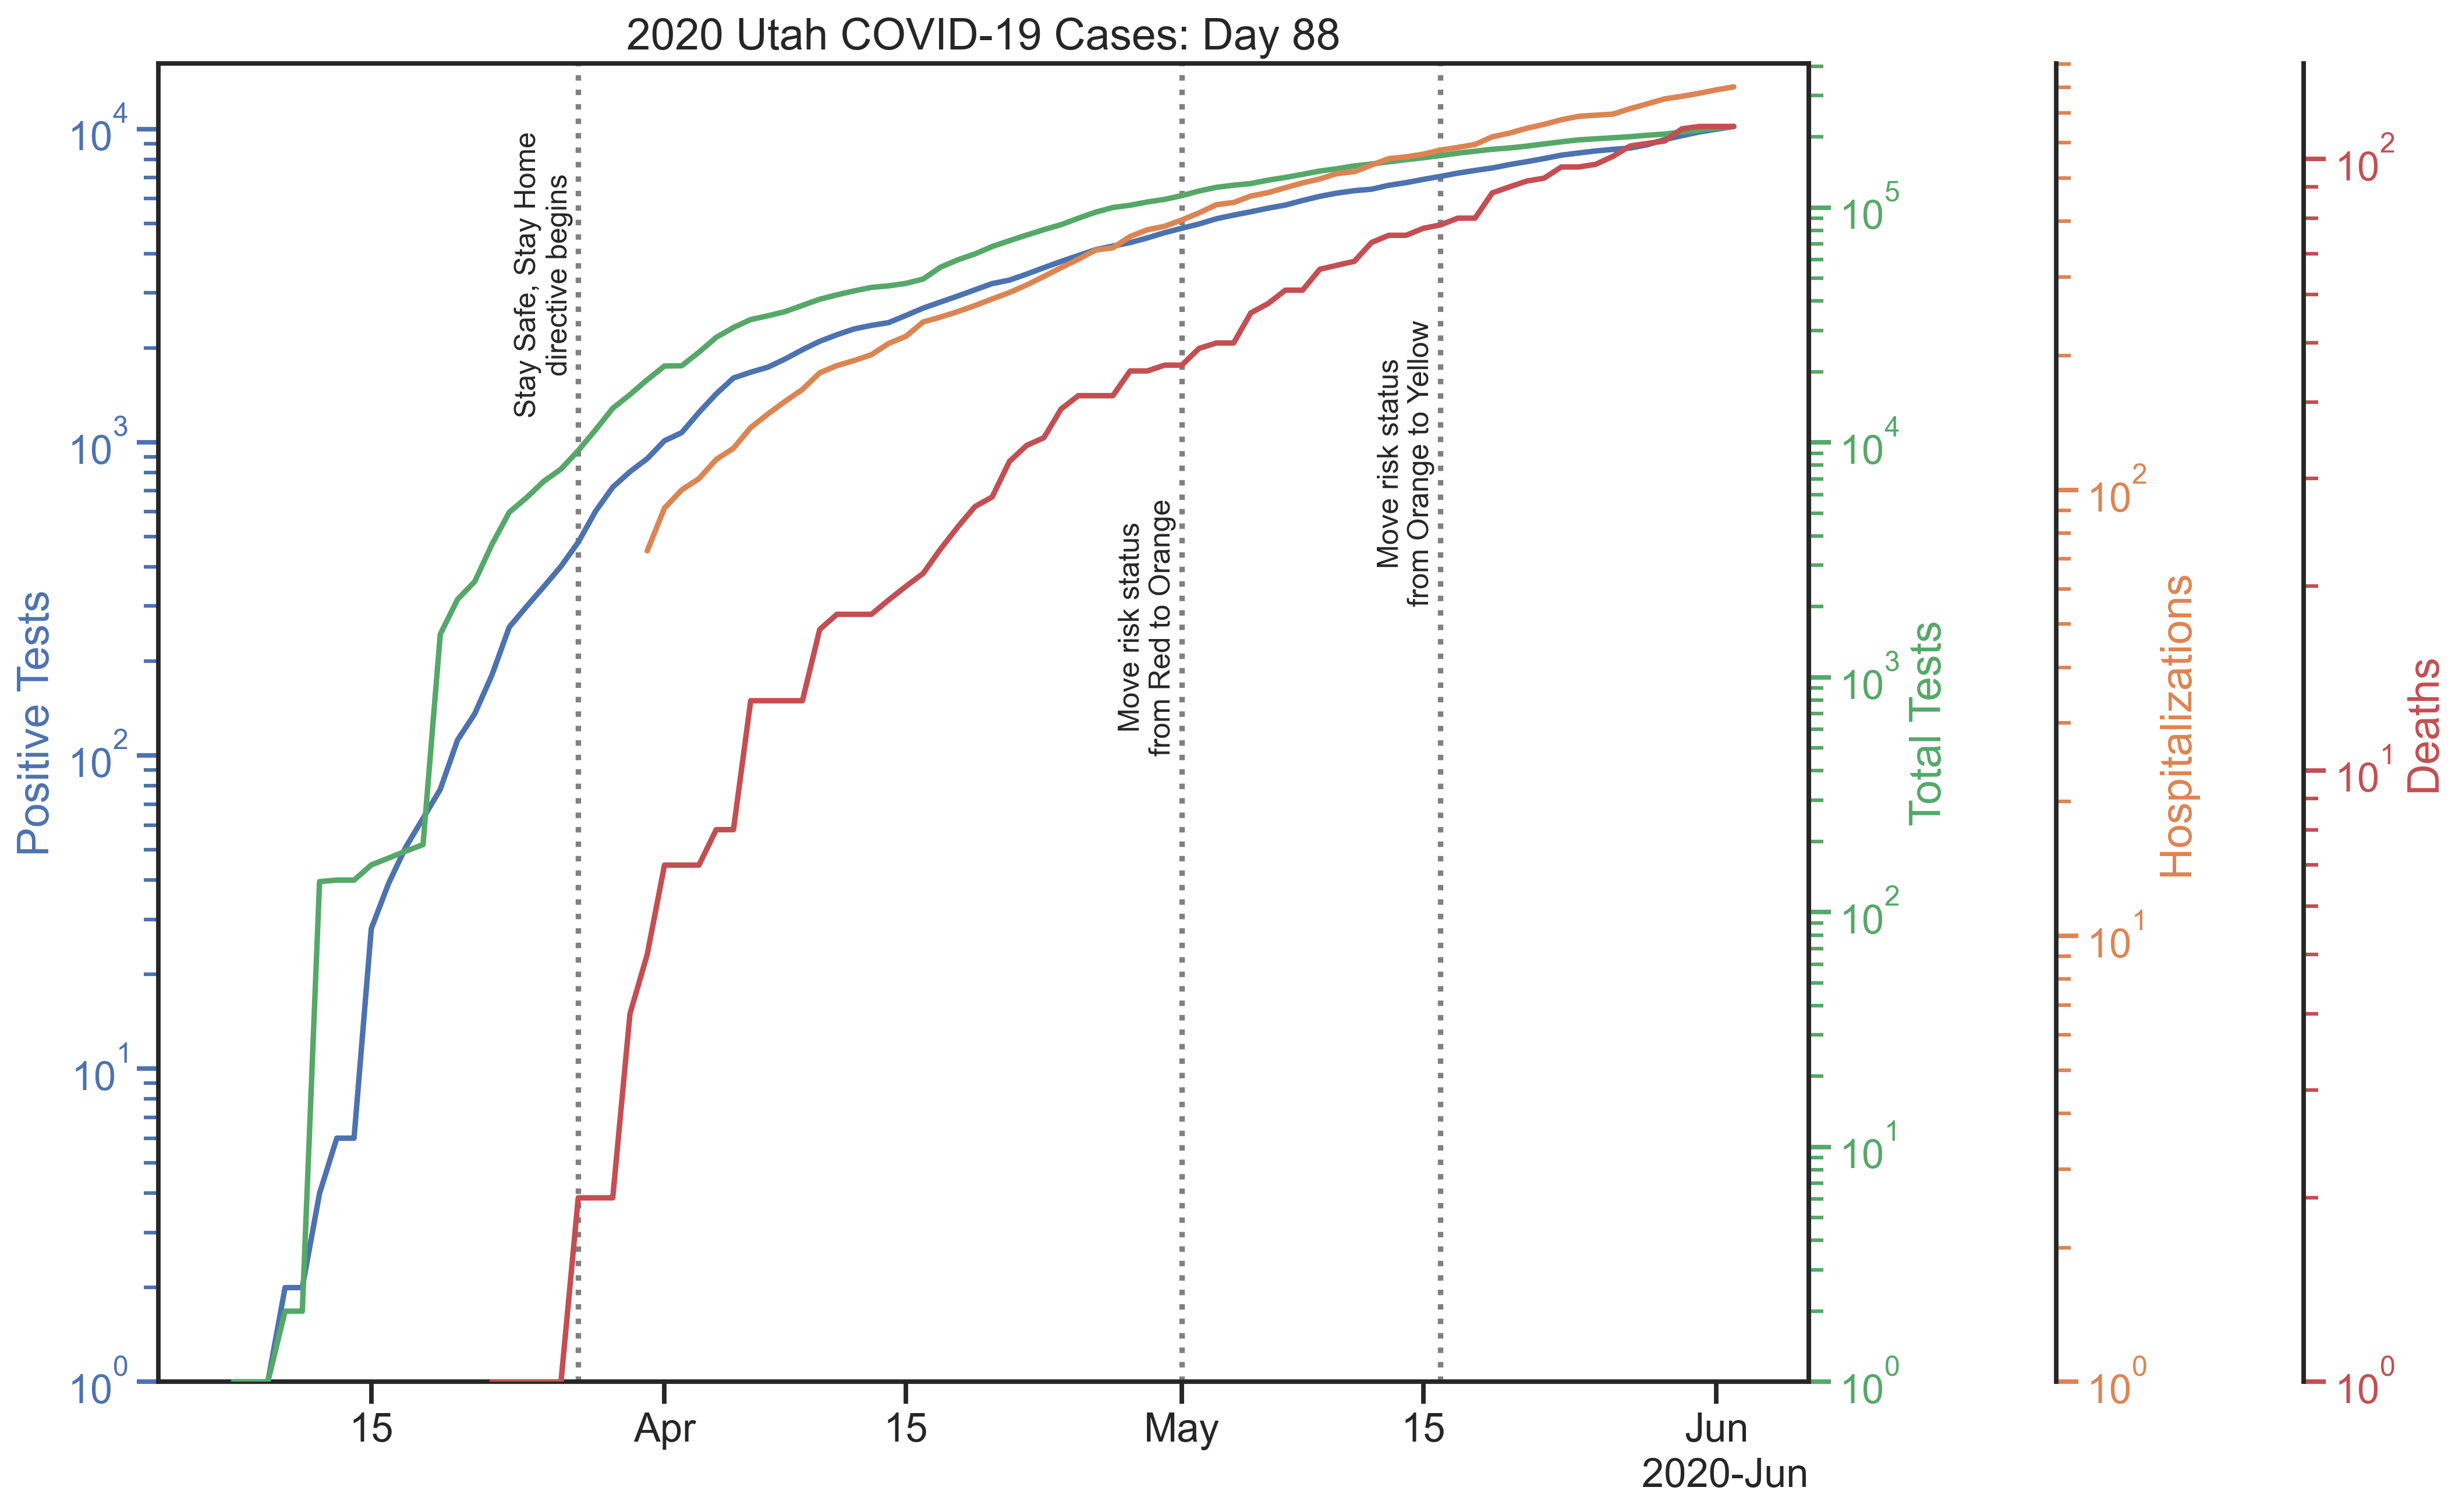 2020 Utah COVID-19 Cases: Day 88
Positive Tests
10^4
10^3
10^2
10^1
10^0
Stay Safe, Stay Home
directive begins
Move risk status
from Red to Orange
Move risk status
from Orange to Yellow
15
Apr
15
May
15
Jun
2020-Jun
10^5
10^4
10^3
10^2
10^1
10^0
Total Tests
10^2
10^1
10^0
Hospitalizations
10^2
10^1
10^0
Deaths